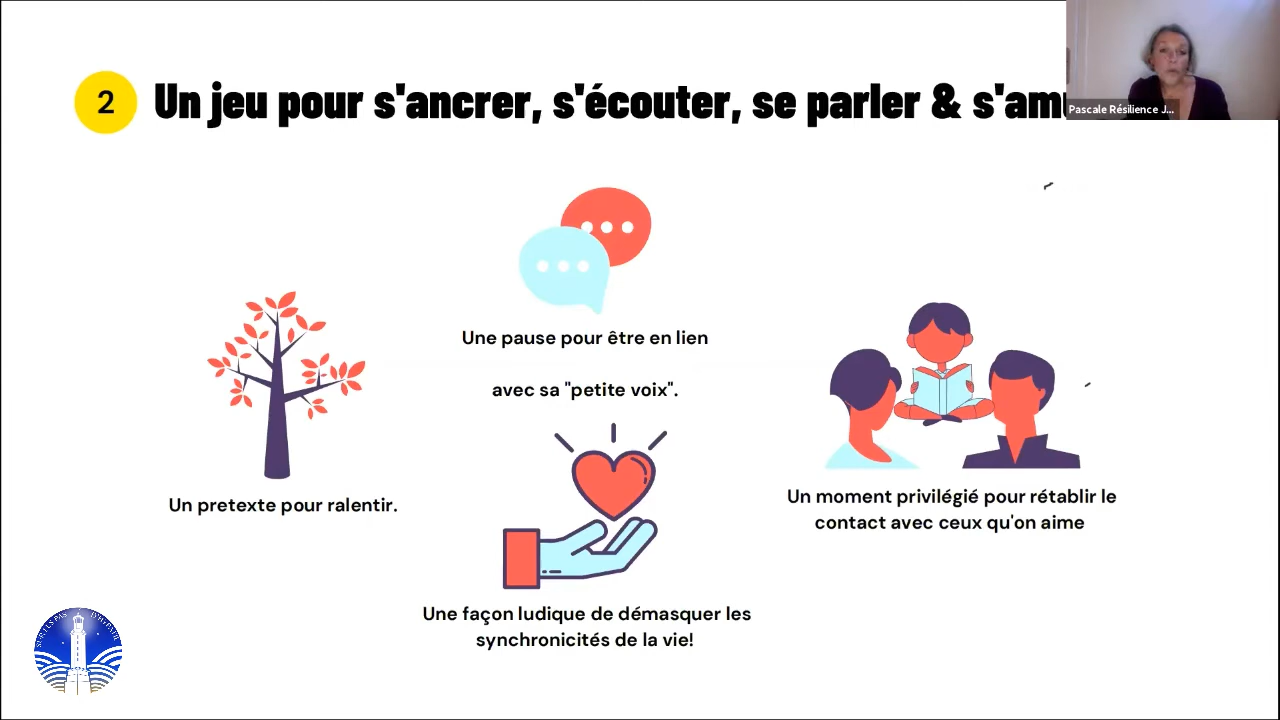 2
Un jeu pour s'ancrer, s'écouter, se parler & s'am
Pascale Résilience J...
Une pause pour être en lien
avec sa "petite voix".
Un pretexte pour ralentir.
Un moment privilégié pour rétablir le
contact avec ceux qu'on aime
Une façon ludique de démasquer les
synchronicités de la vie!